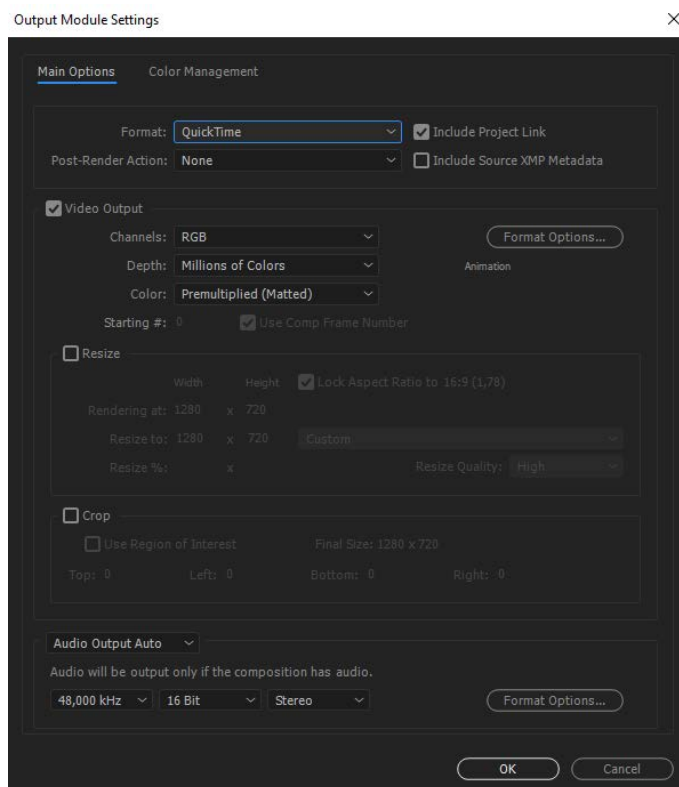 Output Module Settings
Main Options Color Management
Format: QuickTime Include Project Link
Post-Render Action: None Include Source XMP Metadata
Video Output
Channels: RGB Format Options...
Depth: Millions of Colors Animation
Color: Premultiplied (Matted)
Starting #: 0 Use Comp Frame Number
Resize
Width Height Lock Aspect Ratio to 16:9 (1,78)
Rendering at: 1280 x 720
Resize to: 1280 x 720 Custom
Resize %: x Resize Quality: High
Crop
Use Region of Interest Final Size: 1280 x 720
Top: 0 Left: 0 Bottom: 0 Right: 0
Audio Output Auto
Audio will be output only if the composition has audio.
48,000 kHz 16 Bit Stereo Format Options...
OK Cancel